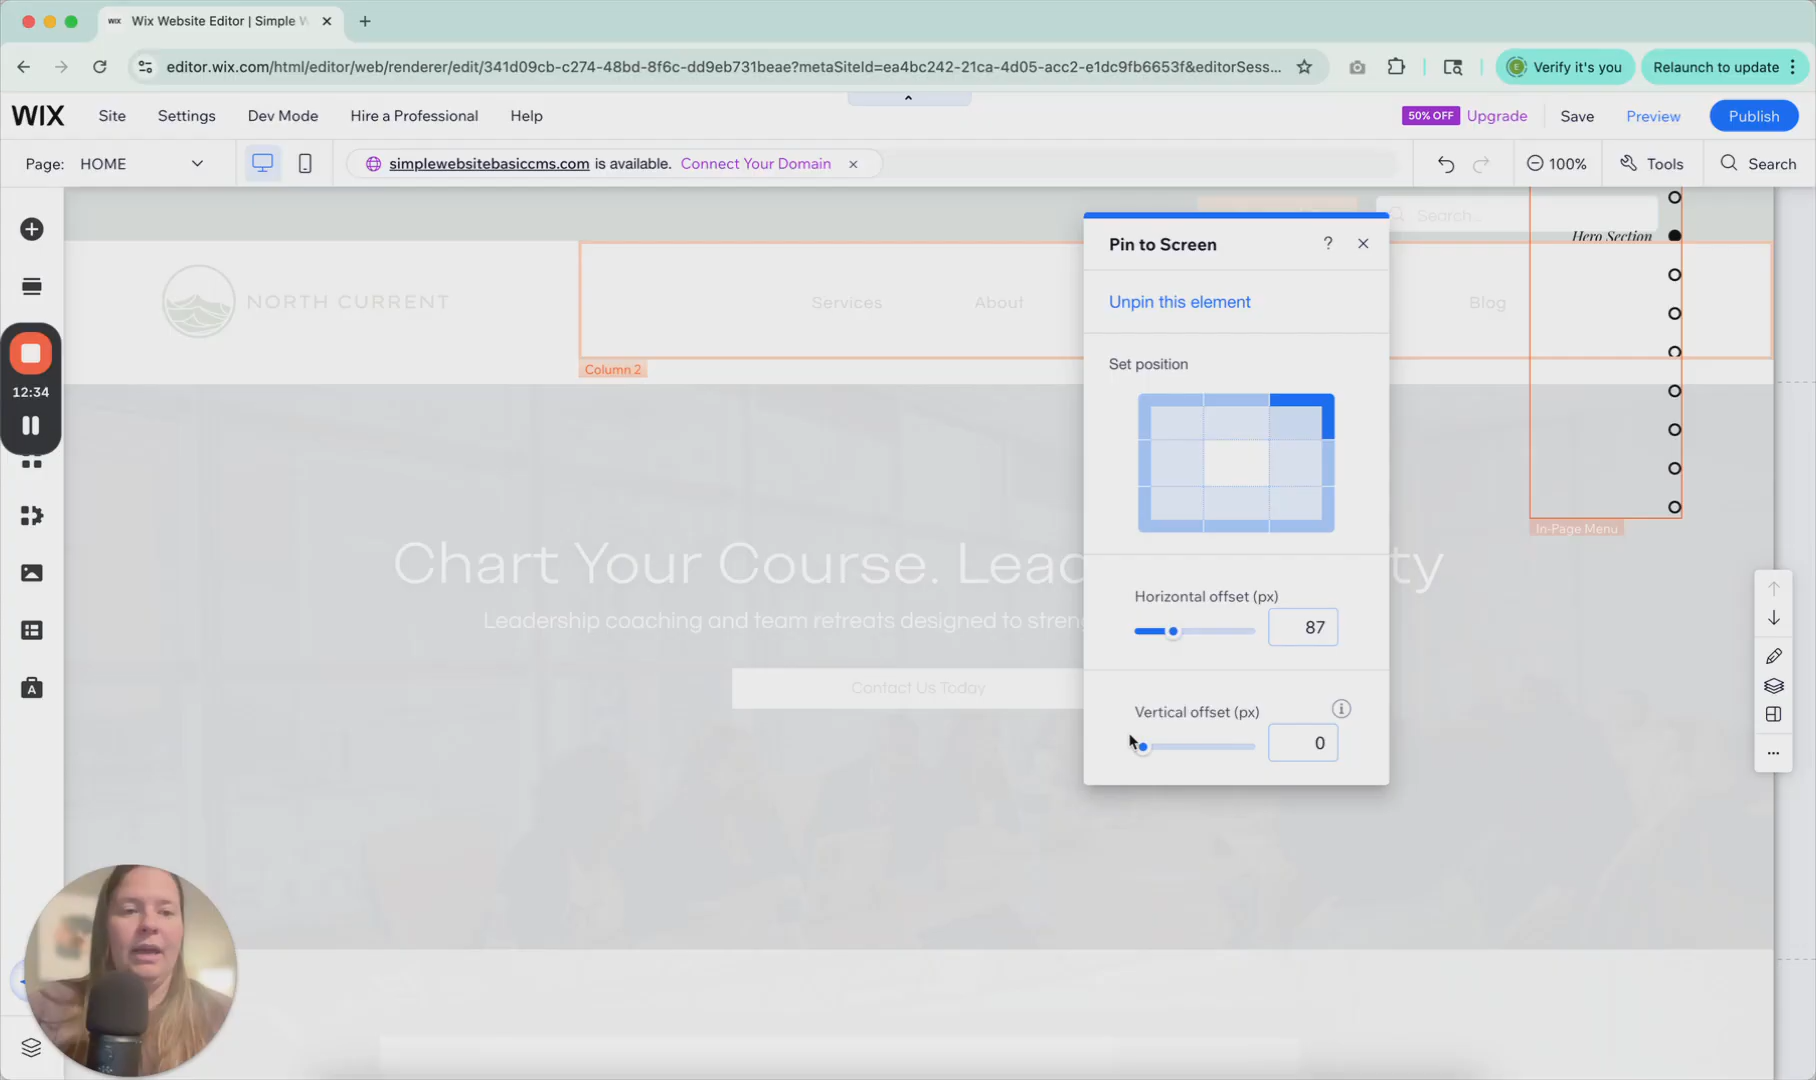 WIX Wix Website Editor | Simple W
editor.wix.com/html/editor/web/renderer/edit/341d09cb-c274-48bd-8f6c-dd9eb731beae?metaSiteId=ea4bc242-21ca-4d05-acc2-e1dc9fb6653f&editorSess...
Verify it's you
Relaunch to update
WIX
Site
Settings
Dev Mode
Hire a Professional
Help
50% OFF
Upgrade
Save
Preview
Publish
Page: HOME
simplewebsitebasiccms.com is available. Connect Your Domain
100%
Tools
Search
Search...
Hero Section
NORTH CURRENT
Services
About
Blog
Column 2
In-Page Menu
12:34
Pin to Screen
?
Unpin this element
Set position
Horizontal offset (px)
87
Vertical offset (px)
0
Chart Your Course. Lead
ty
Leadership coaching and team retreats designed to stren
Contact Us Today
A